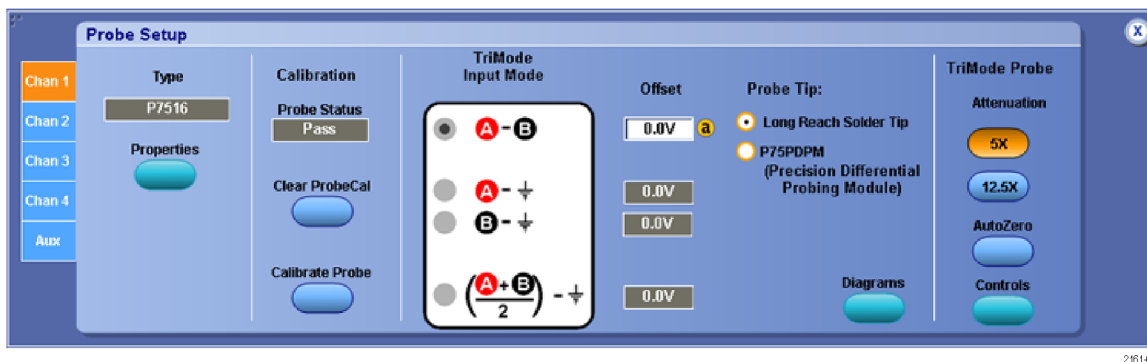 Probe Setup
X
Chan 1
Chan 2
Chan 3
Chan 4
Aux
Type
P7516
Properties
Calibration
Probe Status
Pass
Clear ProbeCal
Calibrate Probe
TriMode
Input Mode
A - B
A -
B -
(A+B)
2
-
Offset
0.0V a
0.0V
0.0V
0.0V
Probe Tip:
Long Reach Solder Tip
P75PDPM
(Precision Differential
Probing Module)
Diagrams
TriMode Probe
Attenuation
5X
12.5X
AutoZero
Controls